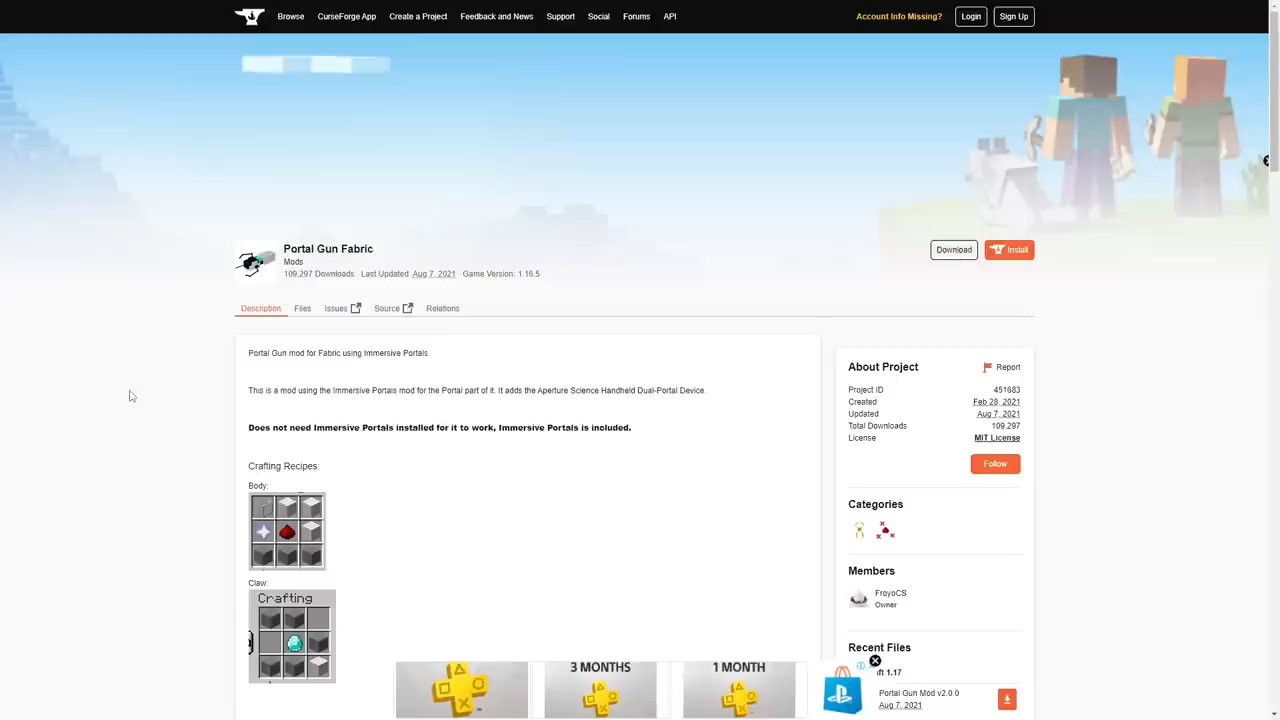 Browse CurseForge App Create a Project Feedback and News Support Social Forums API Account Info Missing? Login Sign Up
Portal Gun Fabric
Mods
109,297 Downloads Last Updated Aug 7, 2021 Game Version: 1.16.5
Download Install
Description Files Issues Source Relations
Portal Gun mod for Fabric using Immersive Portals.
This is a mod using the Immersive Portals mod for the Portal part of it. It adds the Aperture Science Handheld Dual-Portal Device.
Does not need Immersive Portals installed for it to work, Immersive Portals is included.
Crafting Recipes:
Body:
Claw:
Crafting
About Project
Report
Project ID 451683
Created Feb 28, 2021
Updated Aug 7, 2021
Total Downloads 109,297
License MIT License
Follow
Categories
Members
FroyoCS
Owner
Recent Files
1.17
Portal Gun Mod v2.0.0
Aug 7, 2021
3 MONTHS
1 MONTH